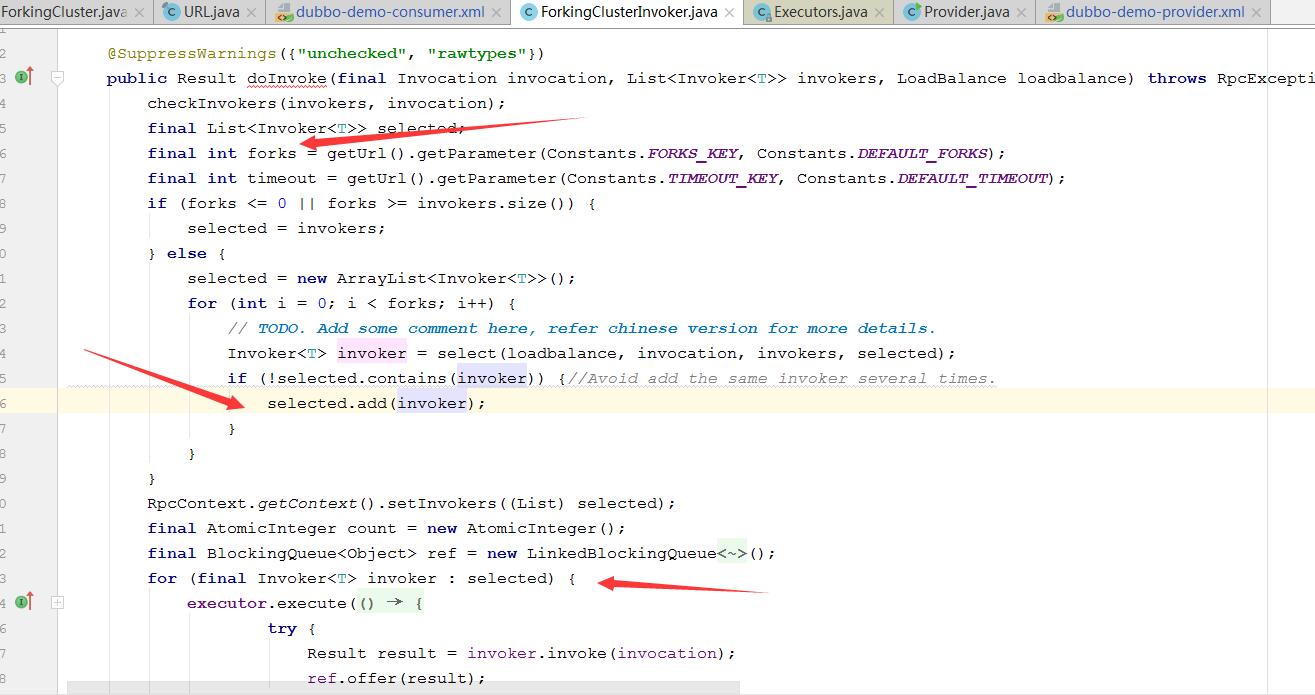 ForkingCluster.java URL.java dubbo-demo-consumer.xml ForkingClusterInvoker.java Executors.java Provider.java dubbo-demo-provider.xml
2 @SuppressWarnings({"unchecked", "rawtypes"})
3 public Result doInvoke(final Invocation invocation, List<Invoker<T>> invokers, LoadBalance loadbalance) throws RpcExcepti
4 checkInvokers(invokers, invocation);
5 final List<Invoker<T>> selected;
6 final int forks = getUrl().getParameter(Constants.FORKS_KEY, Constants.DEFAULT_FORKS);
7 final int timeout = getUrl().getParameter(Constants.TIMEOUT_KEY, Constants.DEFAULT_TIMEOUT);
8 if (forks <= 0 || forks >= invokers.size()) {
9 selected = invokers;
0 } else {
1 selected = new ArrayList<Invoker<T>>();
2 for (int i = 0; i < forks; i++) {
3 // TODO. Add some comment here, refer chinese version for more details.
4 Invoker<T> invoker = select(loadbalance, invocation, invokers, selected);
5 if (!selected.contains(invoker)) {//Avoid add the same invoker several times.
6 selected.add(invoker);
7 }
8 }
9 }
0 RpcContext.getContext().setInvokers((List) selected);
1 final AtomicInteger count = new AtomicInteger();
2 final BlockingQueue<Object> ref = new LinkedBlockingQueue<~>();
3 for (final Invoker<T> invoker : selected) {
4 executor.execute(() → {
6 try {
7 Result result = invoker.invoke(invocation);
8 ref.offer(result);